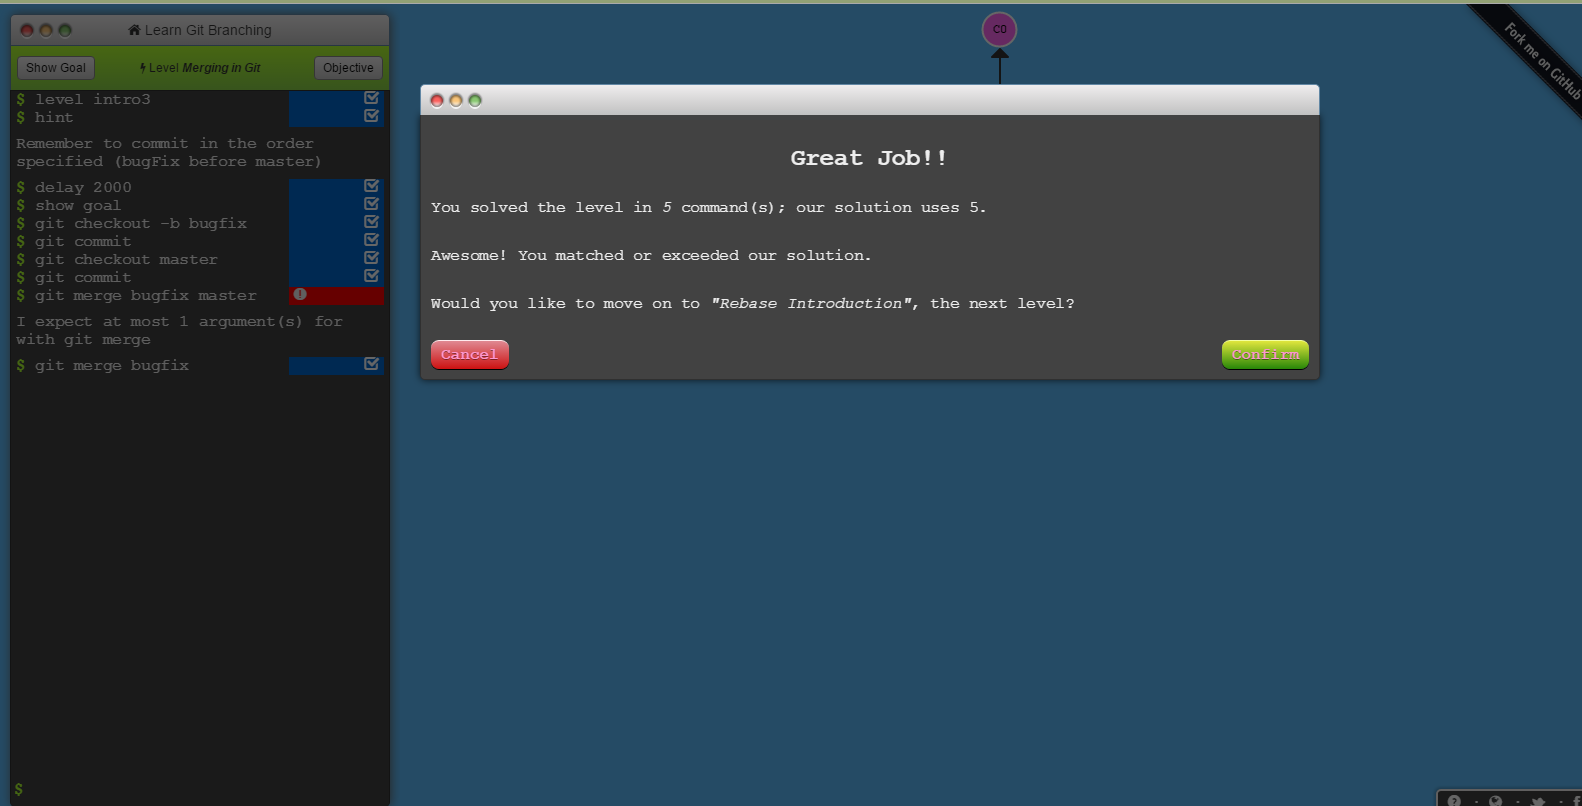 Learn Git Branching
Show Goal
Level Merging in Git
Objective
$ level intro3
$ hint
Remember to commit in the order
specified (bugFix before master)
$ delay 2000
$ show goal
$ git checkout -b bugfix
$ git commit
$ git checkout master
$ git commit
$ git merge bugfix master
I expect at most 1 argument(s) for
with git merge
$ git merge bugfix
$
C0
Fork me on GitHub
Great Job!!
You solved the level in 5 command(s); our solution uses 5.
Awesome! You matched or exceeded our solution.
Would you like to move on to "Rebase Introduction", the next level?
Cancel
Confirm